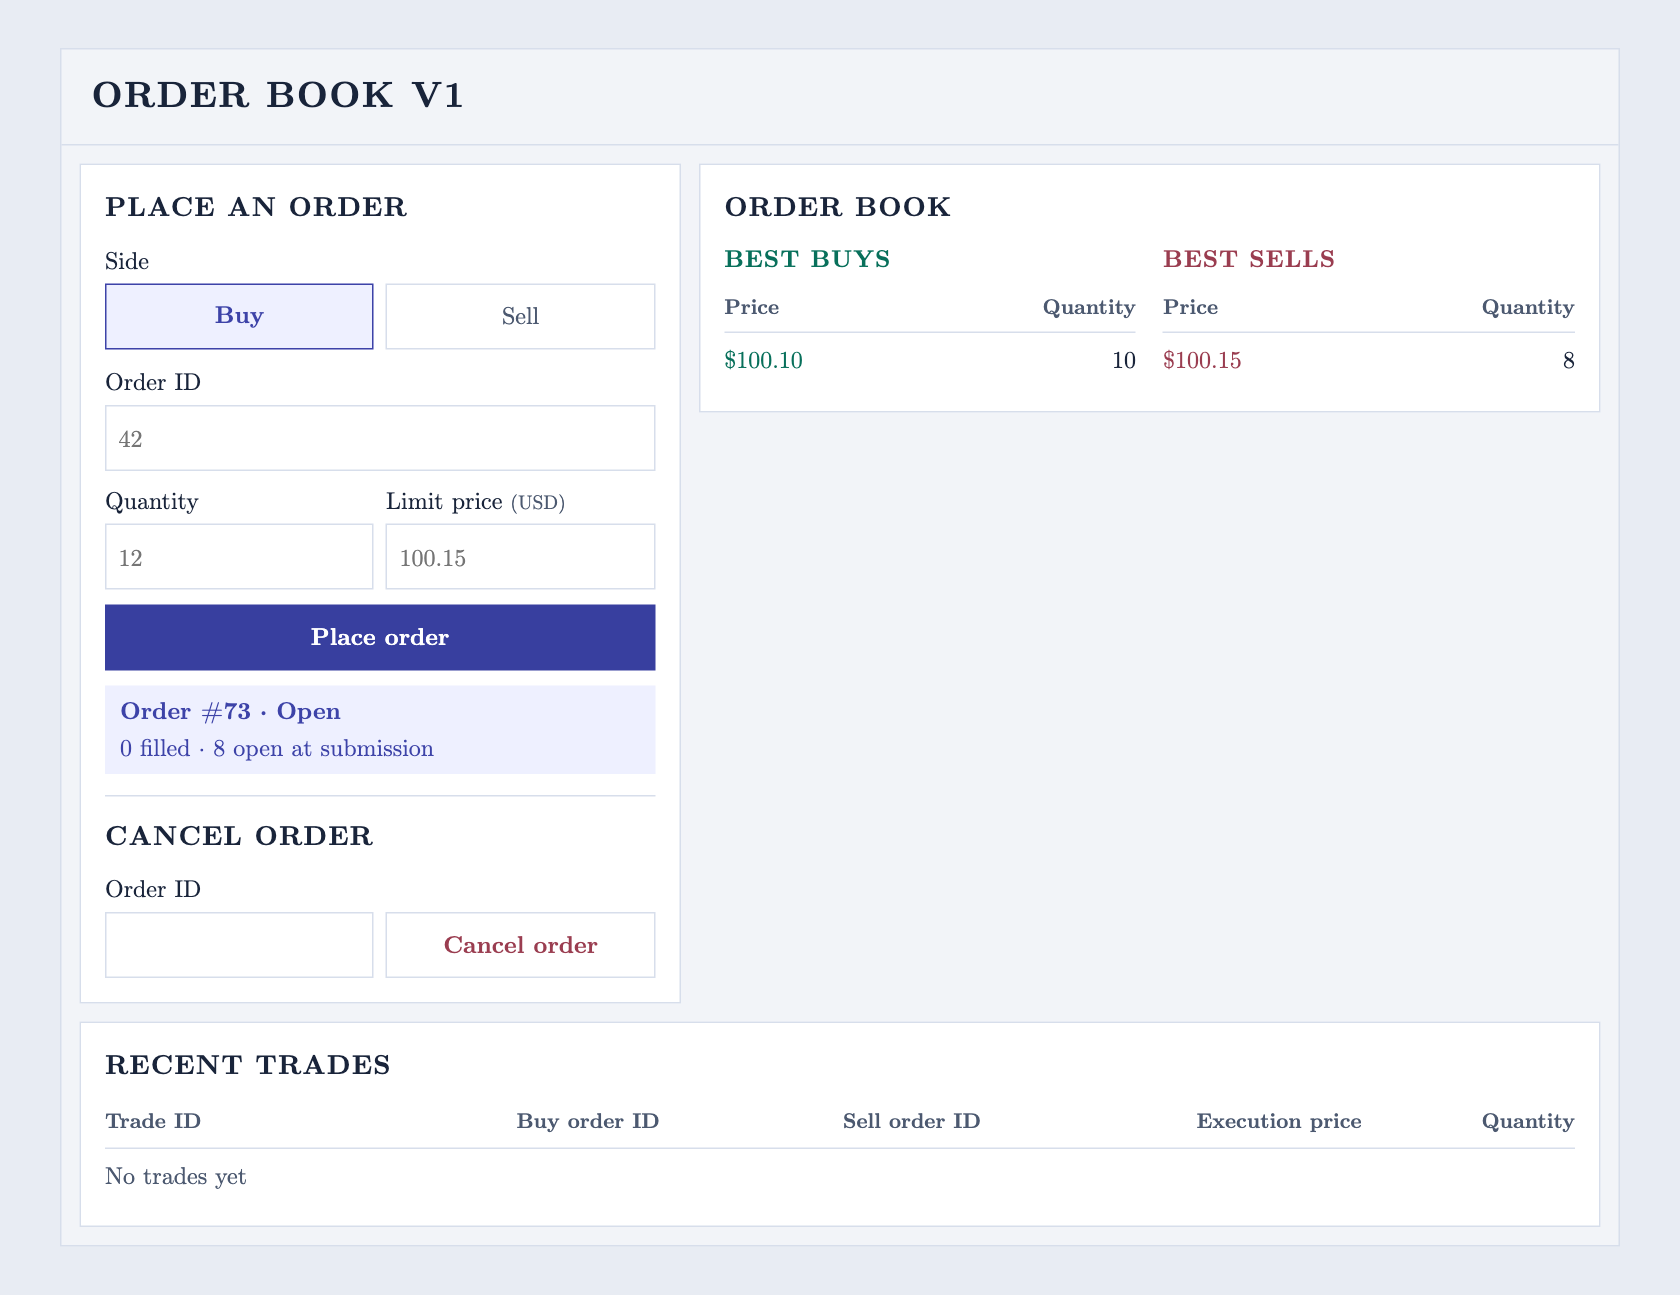 ORDER BOOK V1
PLACE AN ORDER
Side
Buy
Sell
Order ID
42
Quantity
Limit price (USD)
12
100.15
Place order
Order #73 · Open
0 filled · 8 open at submission
CANCEL ORDER
Order ID
Cancel order
ORDER BOOK
BEST BUYS
Price Quantity
$100.10 10
BEST SELLS
Price Quantity
$100.15 8
RECENT TRADES
Trade ID Buy order ID Sell order ID Execution price Quantity
No trades yet